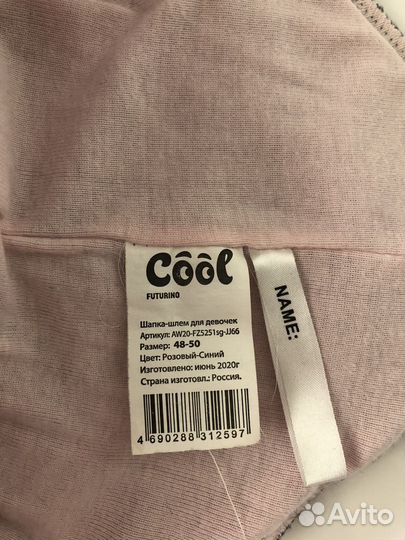 Cool
FUTURINO
Шапка-шлем для девочек
Артикул: AW20-FZ5251sg-JJ66
Размер: 48-50
Цвет: Розовый-Синий
Изготовлено: июнь 2020г
Страна изготовл.: Россия.
4 690288 312597
NAME:
Avito